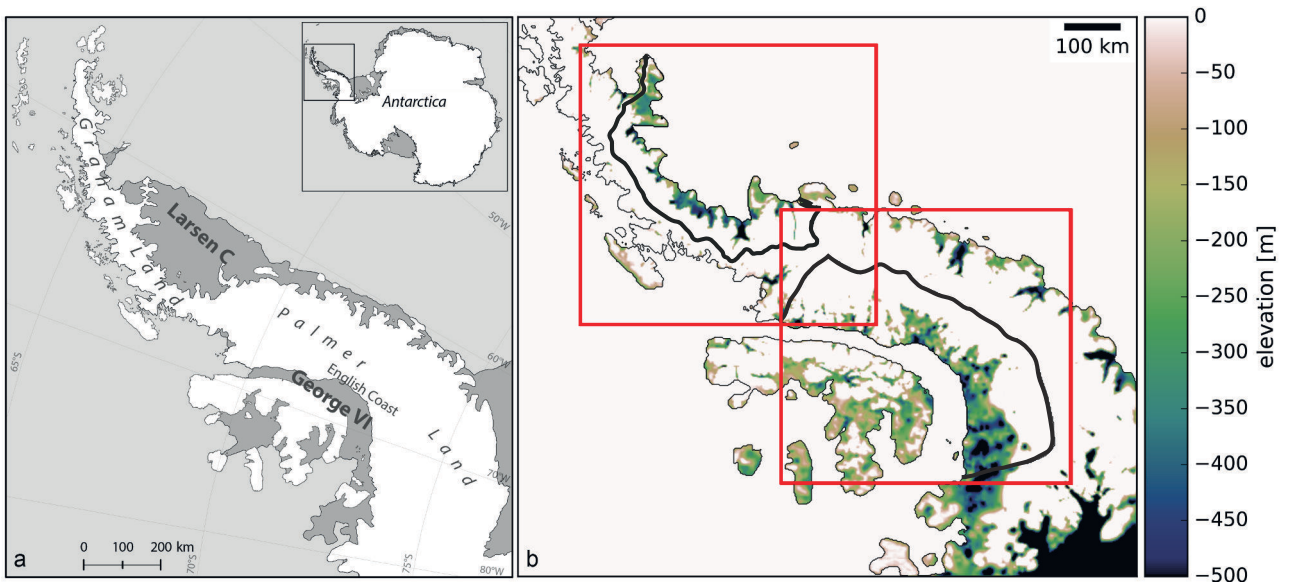 Antarctica
Graham Land
Larsen C
50°W
Palmer Land
60°W
65°S
English Coast
George VI
70°W
a
0 100 200 km
70°S
75°S
80°W
100 km
b
0
−50
−100
−150
−200
−250
−300
−350
−400
−450
−500
elevation [m]